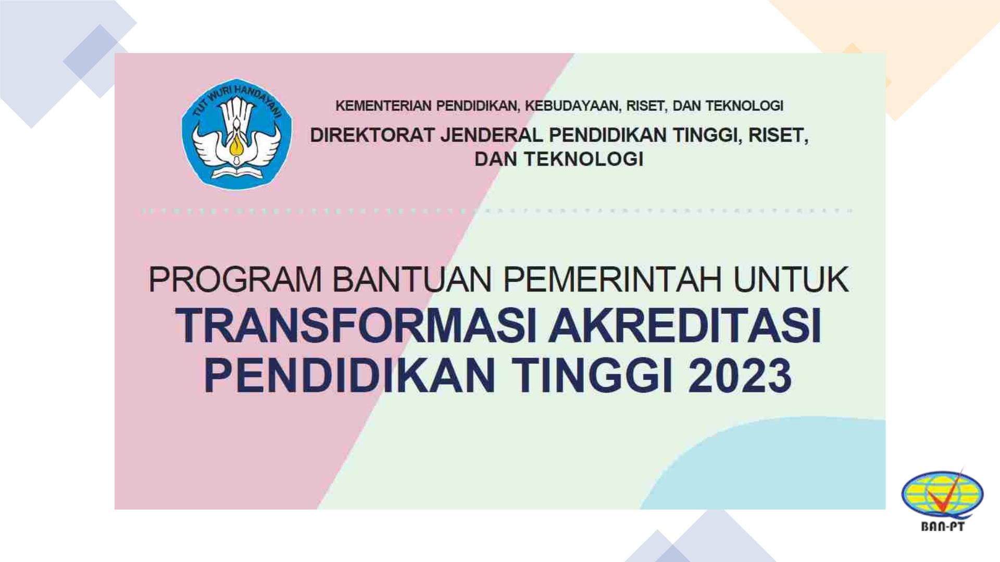 TUT WURI HANDAYANI
KEMENTERIAN PENDIDIKAN, KEBUDAYAAN, RISET, DAN TEKNOLOGI
DIREKTORAT JENDERAL PENDIDIKAN TINGGI, RISET,
DAN TEKNOLOGI
PROGRAM BANTUAN PEMERINTAH UNTUK
TRANSFORMASI AKREDITASI
PENDIDIKAN TINGGI 2023
BAN-PT